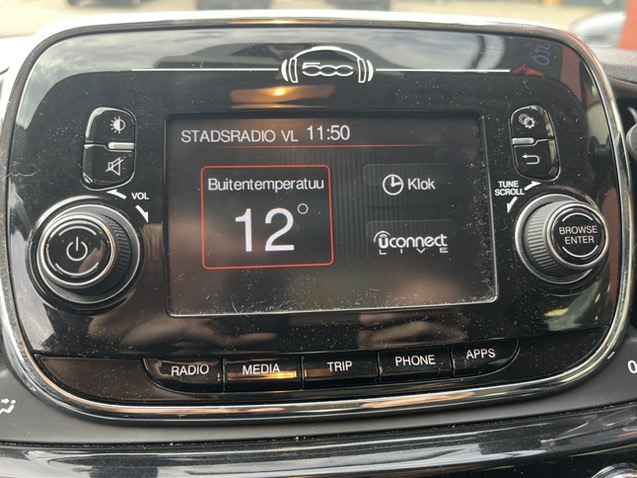 500
STADSRADIO VL 11:50
Buitentemperatuu
12°
Klok
Uconnect
LIVE
VOL
TUNE
SCROLL
BROWSE
ENTER
RADIO
MEDIA
TRIP
PHONE
APPS